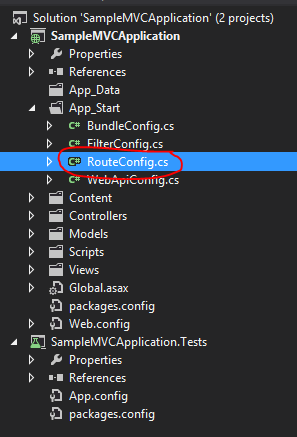 Solution 'SampleMVCApplication' (2 projects)
SampleMVCApplication
Properties
References
App_Data
App_Start
C# BundleConfig.cs
C# FilterConfig.cs
C# RouteConfig.cs
C# WebApiConfig.cs
Content
Controllers
Models
Scripts
Views
Global.asax
packages.config
Web.config
SampleMVCApplication.Tests
Properties
References
App.config
packages.config